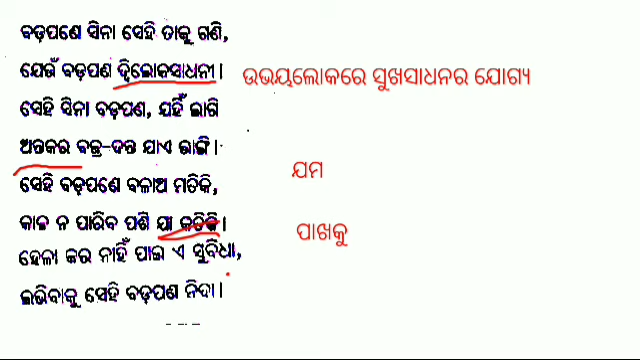 ବଡ଼ପଣେ ସିନା ସେହି ତାକୁ ଗଣି,
ଯେଉଁ ବଡ଼ପଣ ଦ୍ୱିଲୋକସାଧନୀ।
ଉଭୟଲୋକରେ ସୁଖସାଧନର ଯୋଗ୍ୟ
ସେହି ସିନା ବଡ଼ପଣ, ଯହିଁ ଲାଗି
ଅନ୍ତକର ବଜ୍ର-ଦନ୍ତ ଯାଏ ଭାଙ୍ଗି।
ଯମ
ସେହି ବଡ଼ପଣେ ବଳାଅ ମତିକି,
କାଳ ନ ପାରିବ ପଶି ଯା କତିକି।
ପାଖକୁ
ହେଳା କର ନାହିଁ ପାଇ ଏ ସୁବିଧା,
ଲଭିବାକୁ ସେହି ବଡ଼ପଣ ନିଦା।